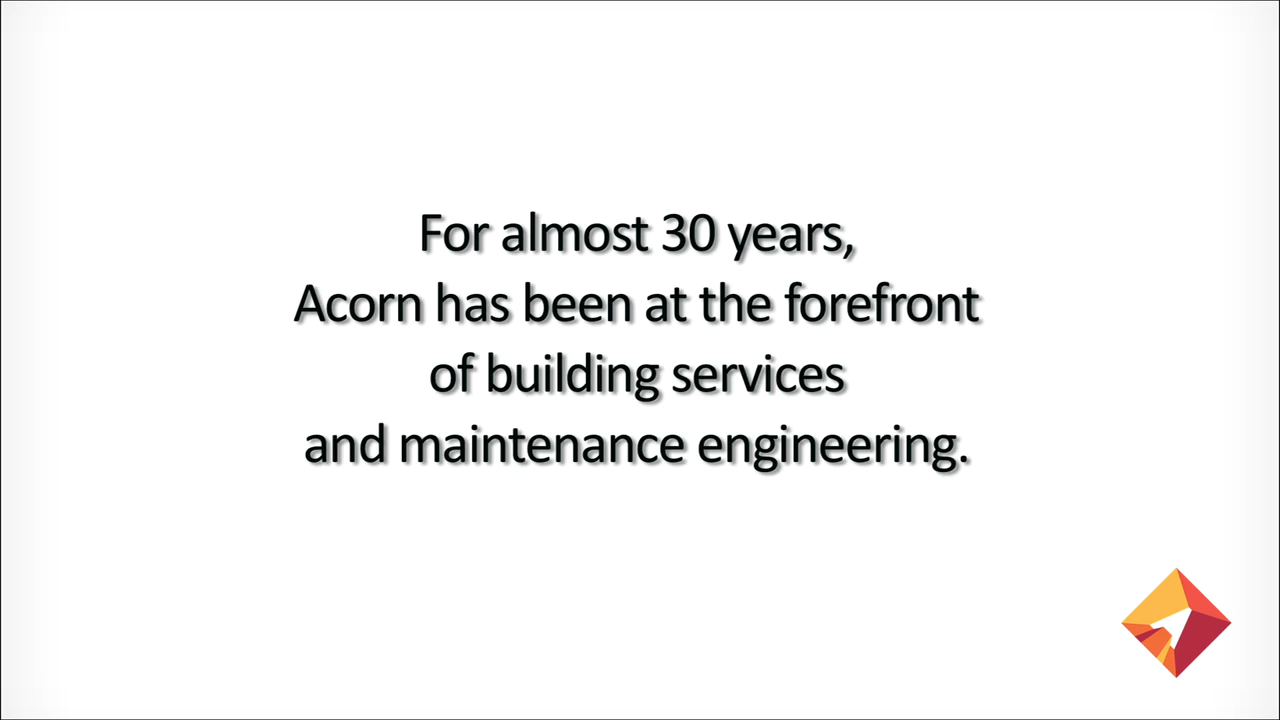 For almost 30 years,
Acorn has been at the forefront
of building services
and maintenance engineering.